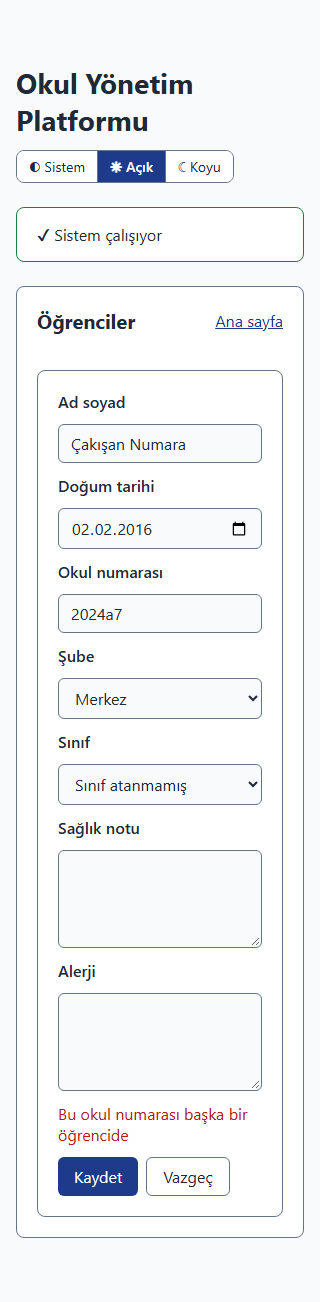 Okul Yönetim
Platformu
Sistem
Açık
Koyu
✓ Sistem çalışıyor
Öğrenciler
Ana sayfa
Ad soyad
Çakışan Numara
Doğum tarihi
02.02.2016
Okul numarası
2024a7
Şube
Merkez
Sınıf
Sınıf atanmamış
Sağlık notu
Alerji
Bu okul numarası başka bir
öğrencide
Kaydet
Vazgeç